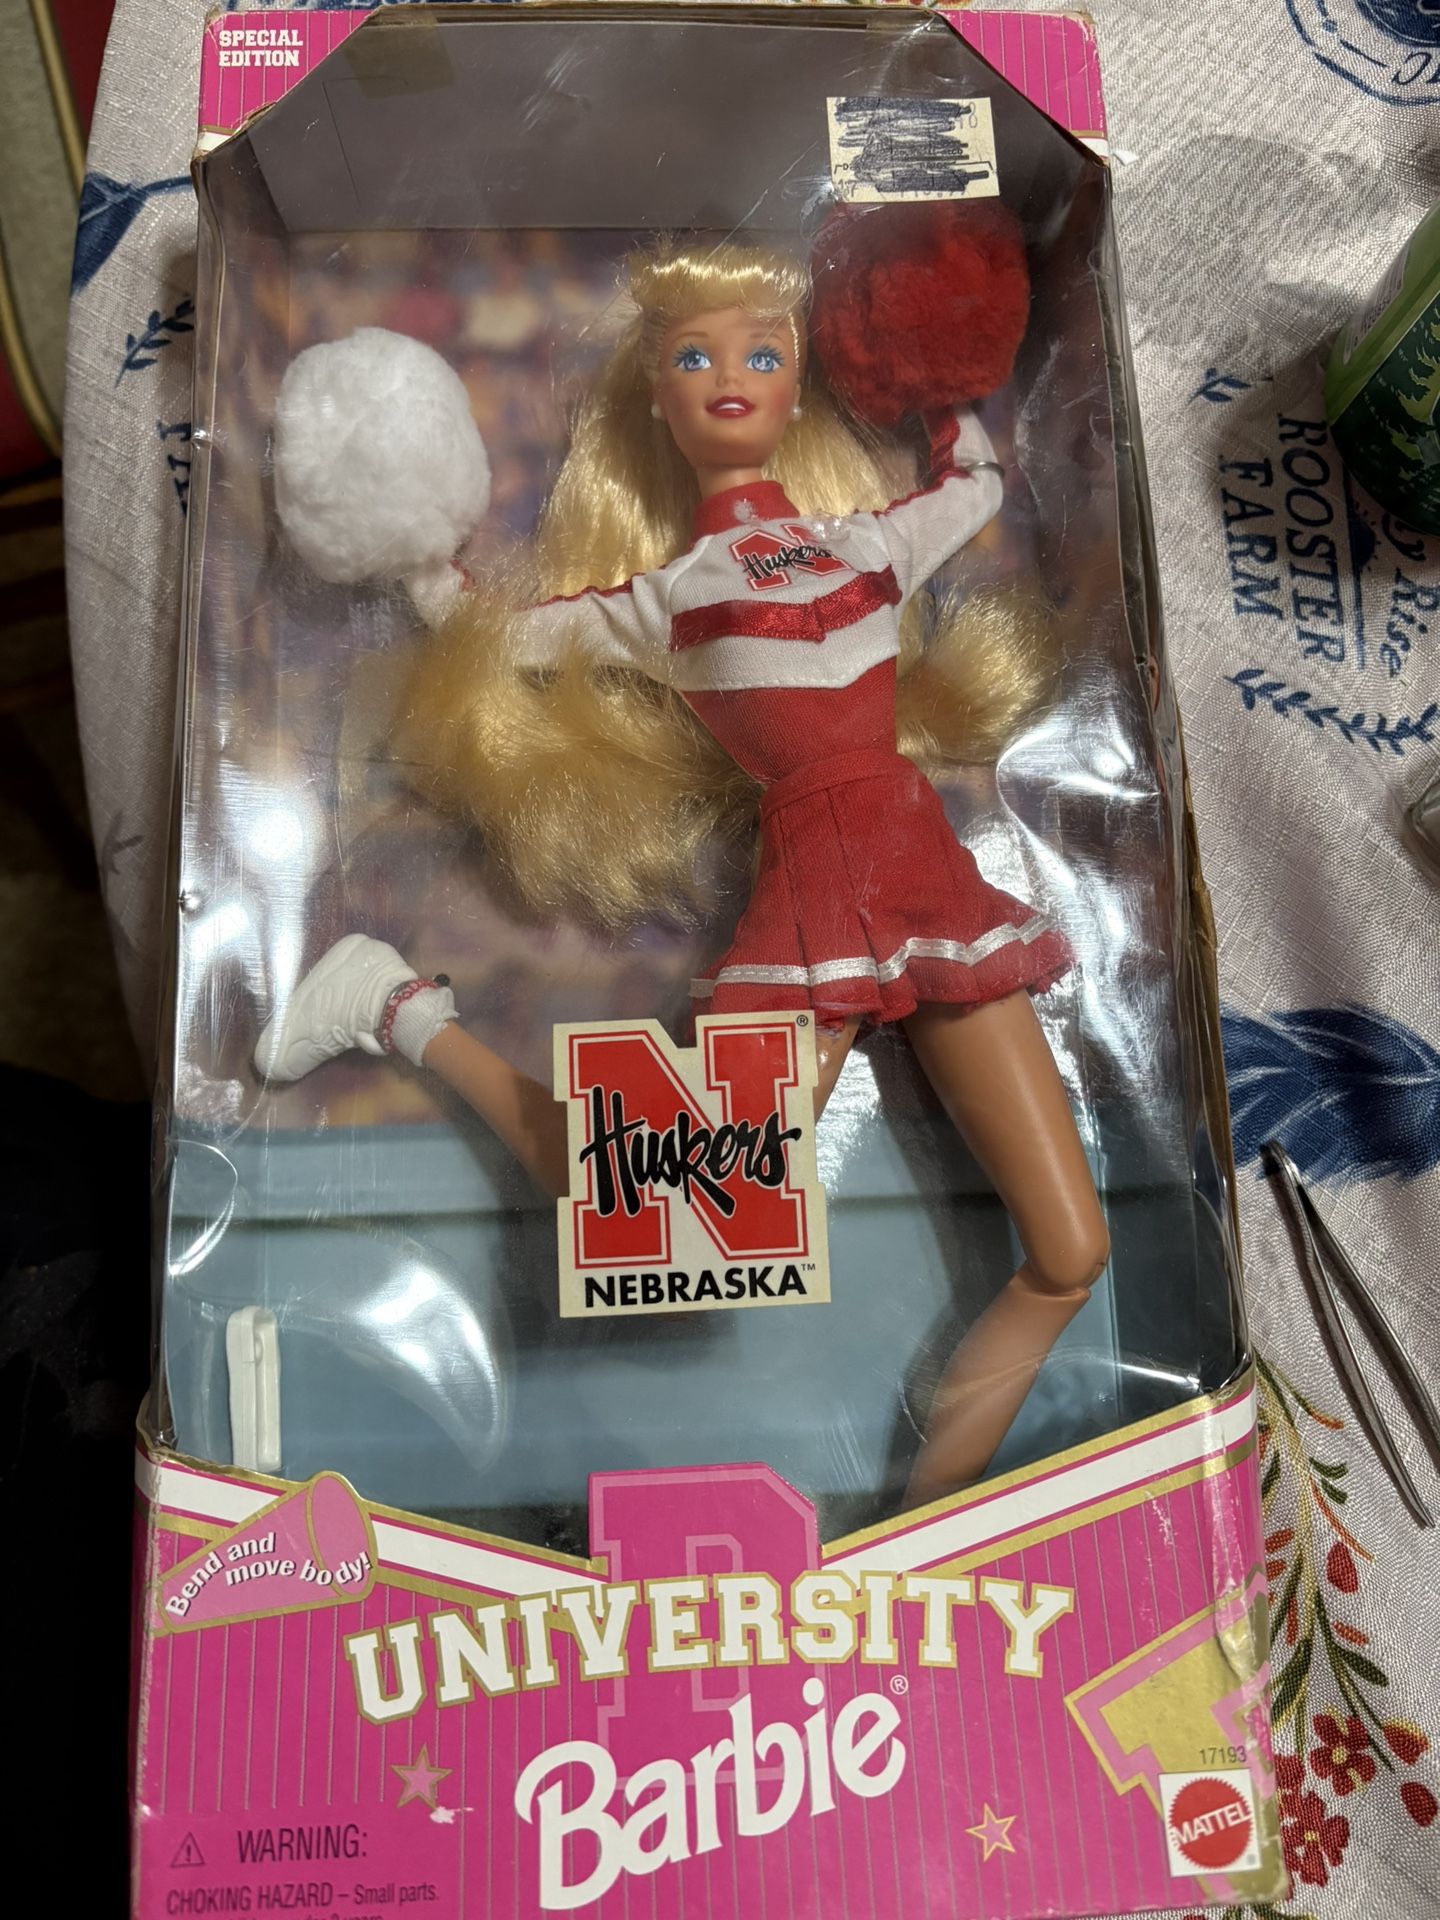 SPECIAL
EDITION
Huskers
Huskers
®
NEBRASKA™
ROOSTER
FARM
Rise
Bend and
move body!
UNIVERSITY
Barbie®
17193
MATTEL
WARNING:
CHOKING HAZARD – Small parts.